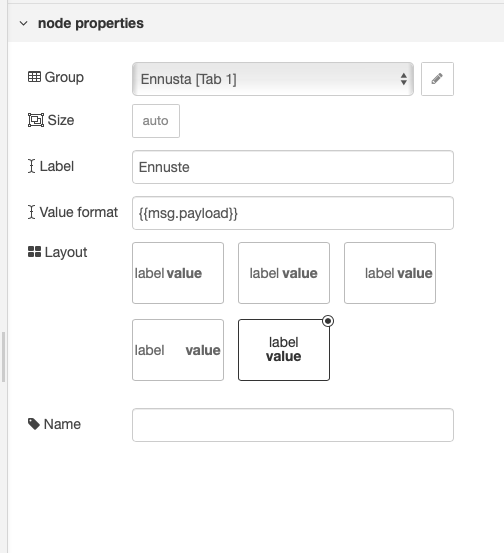 node properties
Group Ennusta [Tab 1]
Size auto
Label Ennuste
Value format {{msg.payload}}
Layout label value label value label value
label value label
value
Name